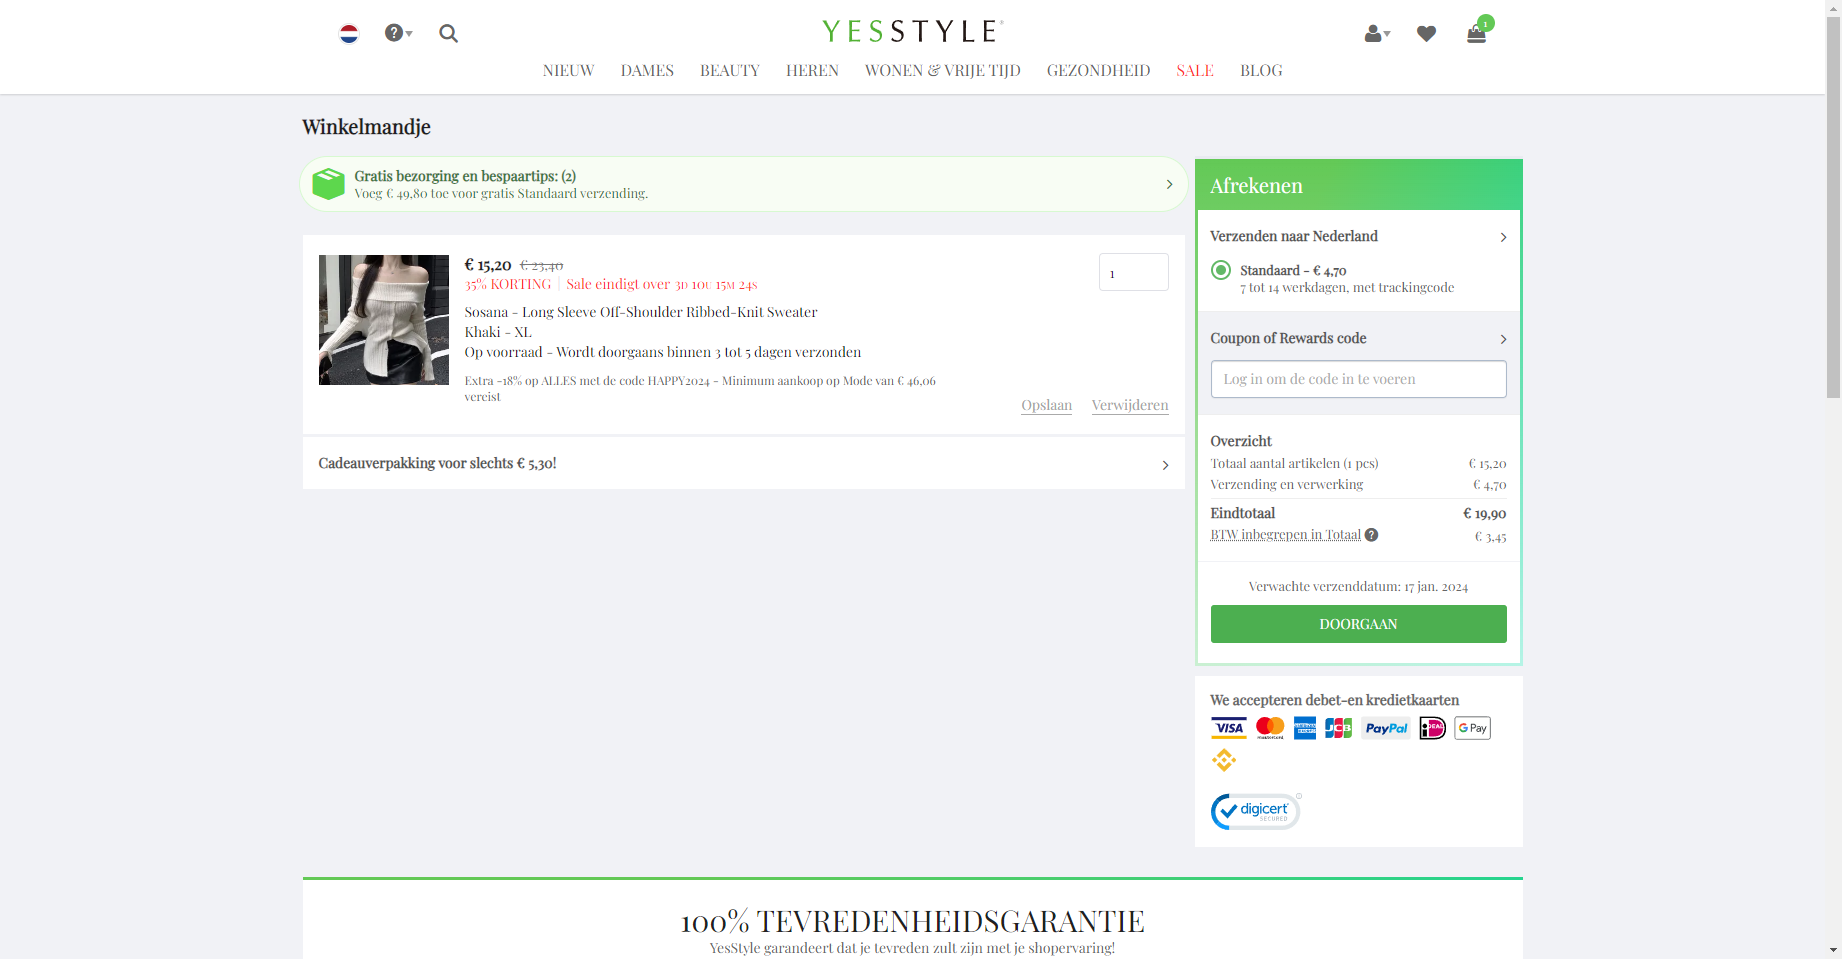 YESSTYLE
1
NIEUW DAMES BEAUTY HEREN WONEN & VRIJE TIJD GEZONDHEID SALE BLOG
Winkelmandje
Gratis bezorging en bespaartips: (2)
Voeg € 49,80 toe voor gratis Standaard verzending.
€ 15,20 € 23,40
35% KORTING | Sale eindigt over 3D 10U 15M 24S
1
Sosana - Long Sleeve Off-Shoulder Ribbed-Knit Sweater
Khaki - XL
Op voorraad - Wordt doorgaans binnen 3 tot 5 dagen verzonden
Extra -18% op ALLES met de code HAPPY2024 - Minimum aankoop op Mode van € 46,06
vereist
Opslaan Verwijderen
Cadeauverpakking voor slechts € 5,30!
Afrekenen
Verzenden naar Nederland
Standaard - € 4,70
7 tot 14 werkdagen, met trackingcode
Coupon of Rewards code
Log in om de code in te voeren
Overzicht
Totaal aantal artikelen (1 pcs) € 15,20
Verzending en verwerking € 4,70
Eindtotaal € 19,90
BTW inbegrepen in Totaal ? € 3,45
Verwachte verzenddatum: 17 jan. 2024
DOORGAAN
We accepteren debet-en kredietkaarten
VISA mastercard AMERICAN EXPRESS JCB PayPal iDEAL G Pay
digicert
SECURED
100% TEVREDENHEIDSGARANTIE
YesStyle garandeert dat je tevreden zult zijn met je shopervaring!